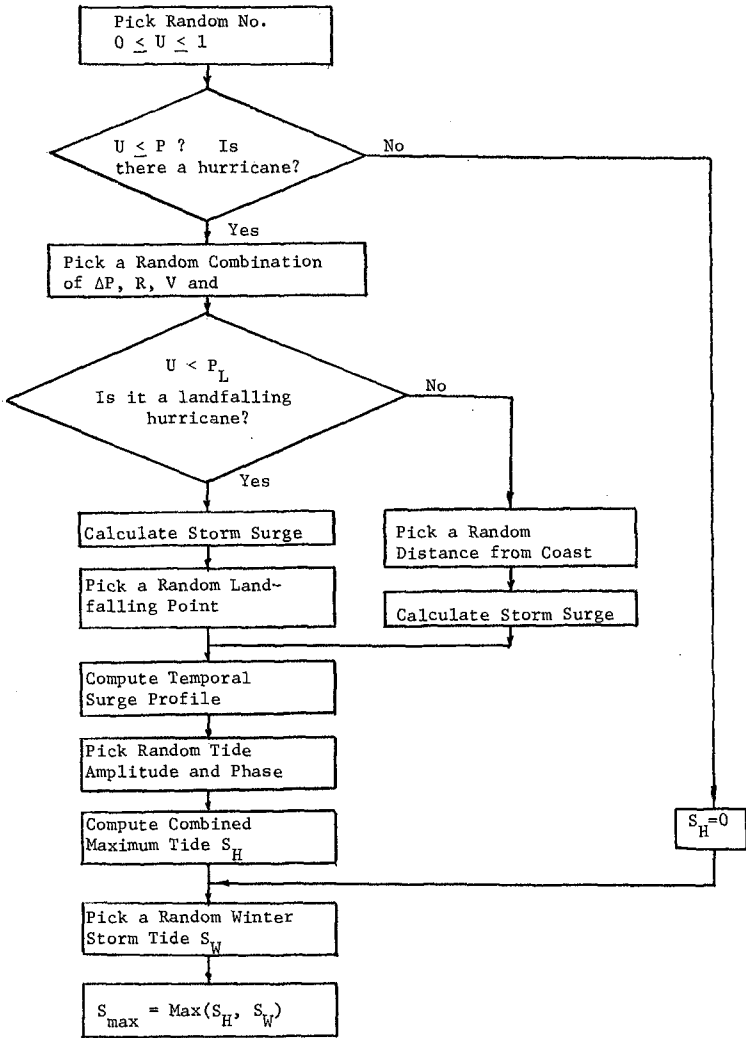 Pick Random No.
0 ≤ U ≤ 1
U ≤ P ? Is
there a hurricane?
No
Yes
Pick a Random Combination
of ΔP, R, V and
U < P_L
Is it a landfalling
hurricane?
No
Yes
Calculate Storm Surge
Pick a Random Land-
falling Point
Pick a Random
Distance from Coast
Calculate Storm Surge
Compute Temporal
Surge Profile
Pick Random Tide
Amplitude and Phase
Compute Combined
Maximum Tide S_H
S_H=0
Pick a Random Winter
Storm Tide S_W
S_max = Max(S_H, S_W)